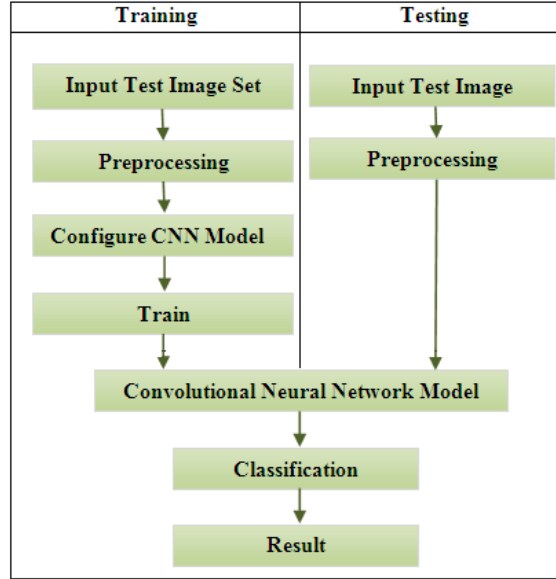 Training
Testing
Input Test Image Set
Input Test Image
Preprocessing
Preprocessing
Configure CNN Model
Train
Convolutional Neural Network Model
Classification
Result